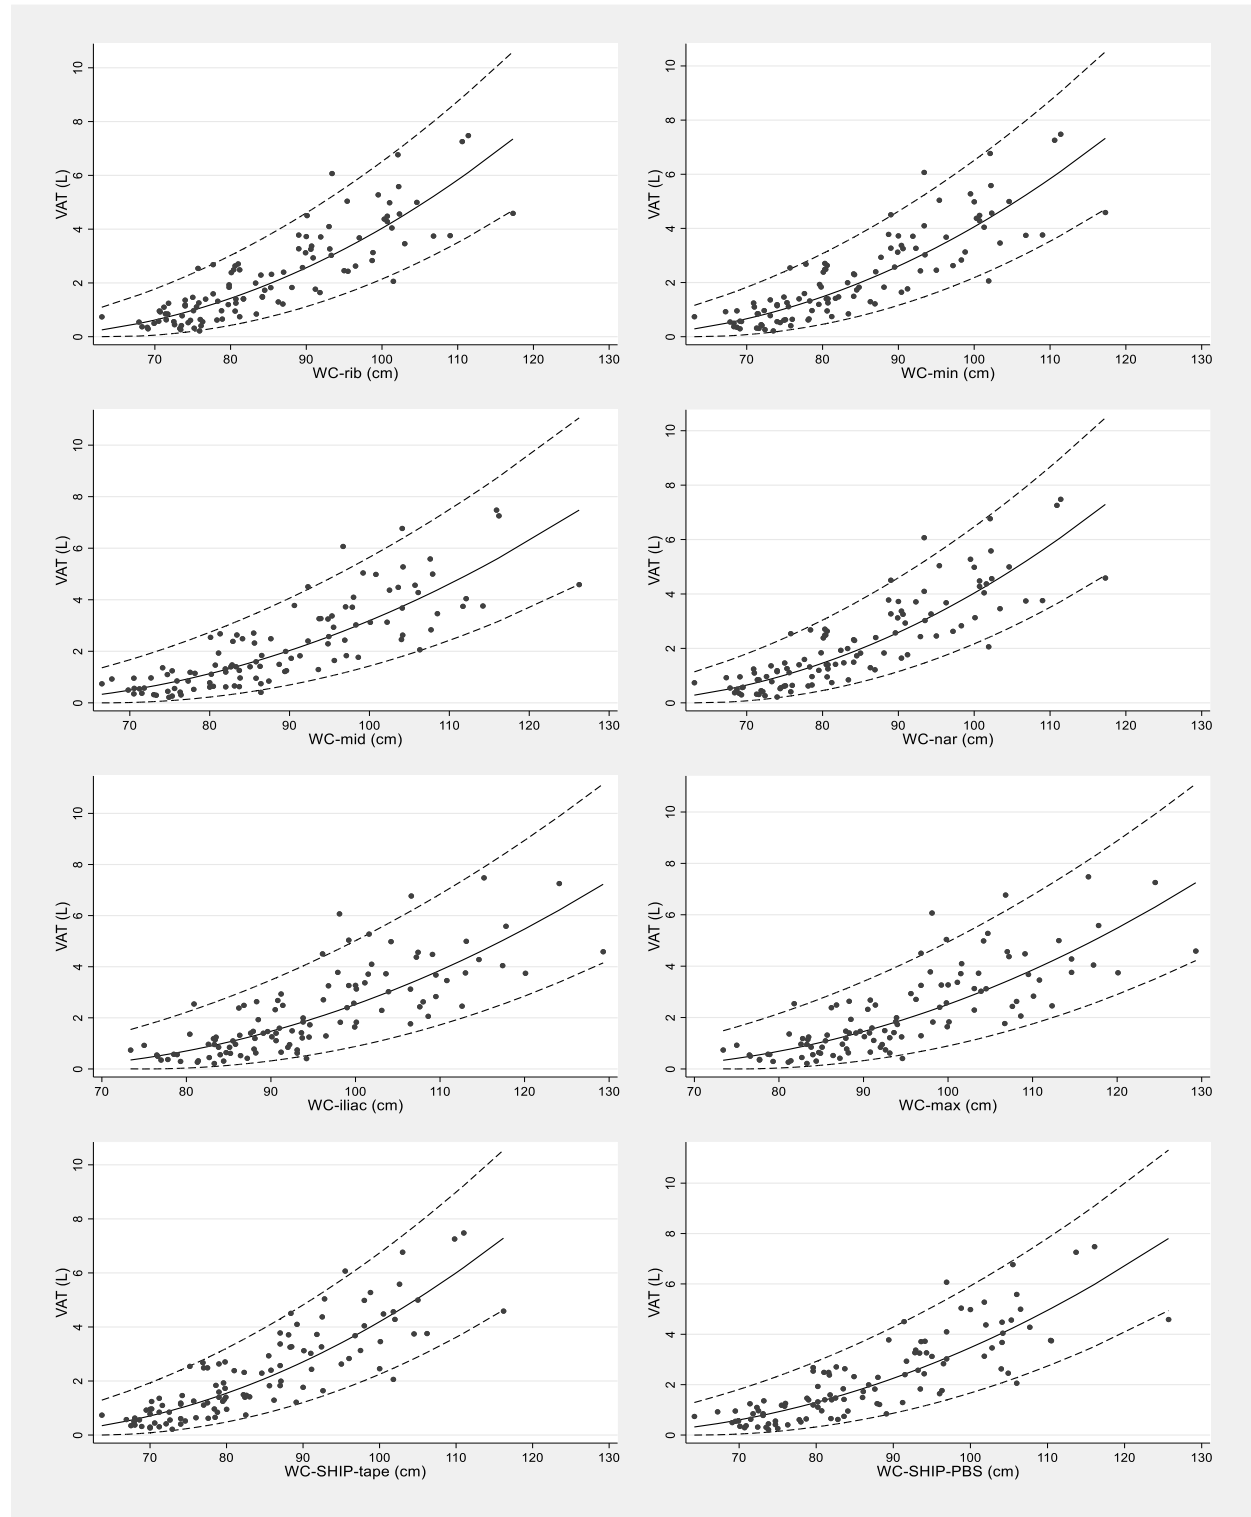 VAT (L)
0 2 4 6 8 10
70 80 90 100 110 120 130
WC-rib (cm)
VAT (L)
0 2 4 6 8 10
70 80 90 100 110 120 130
WC-min (cm)
VAT (L)
0 2 4 6 8 10
70 80 90 100 110 120 130
WC-mid (cm)
VAT (L)
0 2 4 6 8 10
70 80 90 100 110 120 130
WC-nar (cm)
VAT (L)
0 2 4 6 8 10
70 80 90 100 110 120 130
WC-iliac (cm)
VAT (L)
0 2 4 6 8 10
70 80 90 100 110 120 130
WC-max (cm)
VAT (L)
0 2 4 6 8 10
70 80 90 100 110 120 130
WC-SHIP-tape (cm)
VAT (L)
0 2 4 6 8 10
70 80 90 100 110 120 130
WC-SHIP-PBS (cm)